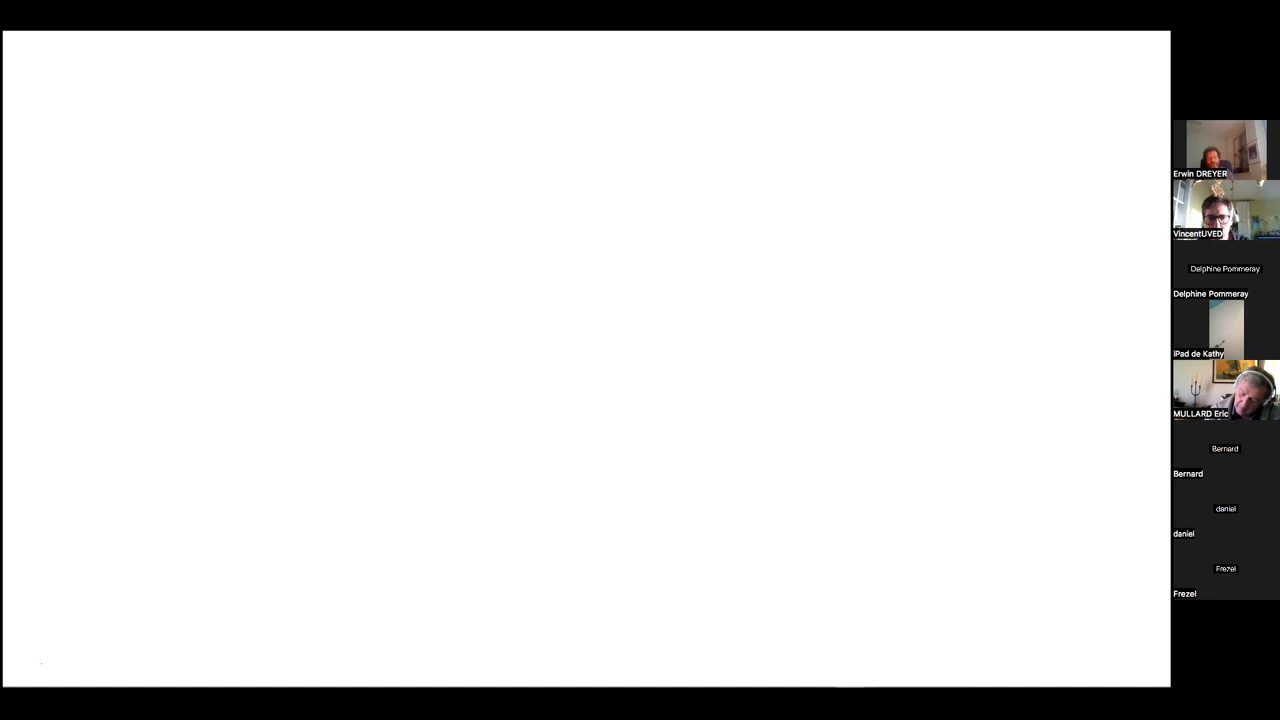 Erwin DREYER
VincentUVED
Delphine Pommeray
Delphine Pommeray
iPad de Kathy
MULLARD Eric
Bernard
Bernard
daniel
daniel
Frezel
Frezel